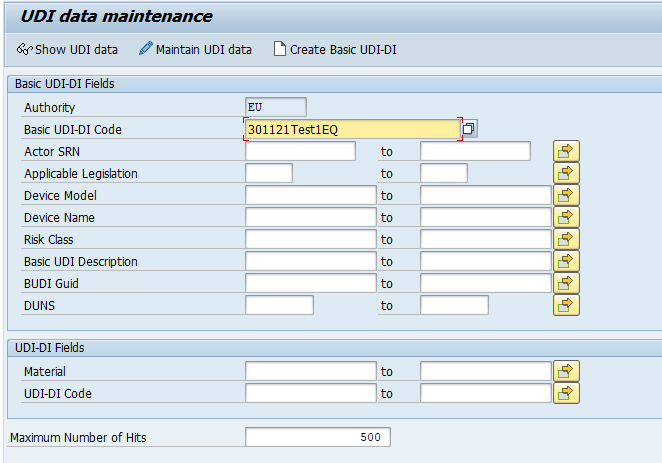 UDI data maintenance
Show UDI data Maintain UDI data Create Basic UDI-DI
Basic UDI-DI Fields
Authority EU
Basic UDI-DI Code 301121Test1EQ
Actor SRN to
Applicable Legislation to
Device Model to
Device Name to
Risk Class to
Basic UDI Description to
BUDI Guid to
DUNS to
UDI-DI Fields
Material to
UDI-DI Code to
Maximum Number of Hits 500